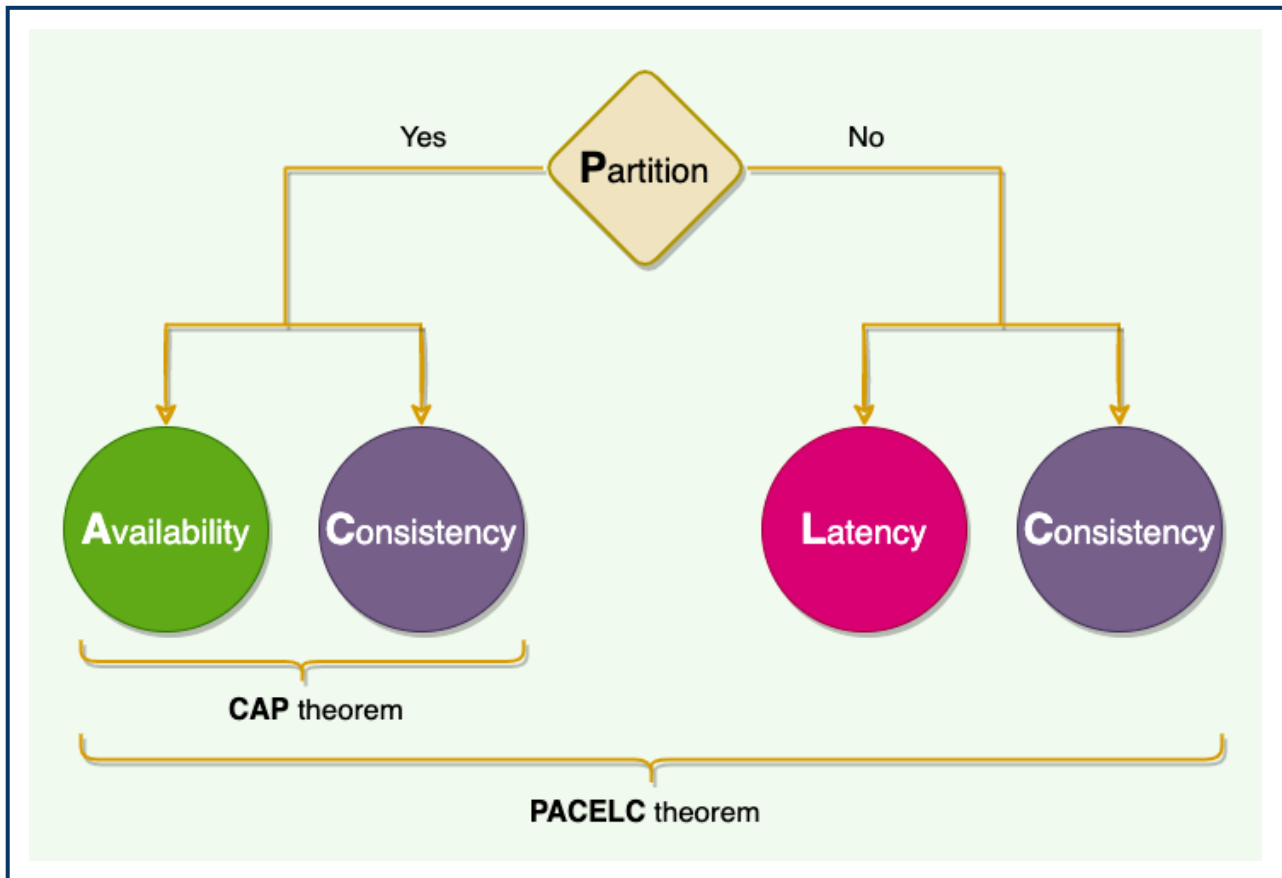 Yes
No
Partition
Availability
Consistency
Latency
Consistency
CAP theorem
PACELC theorem